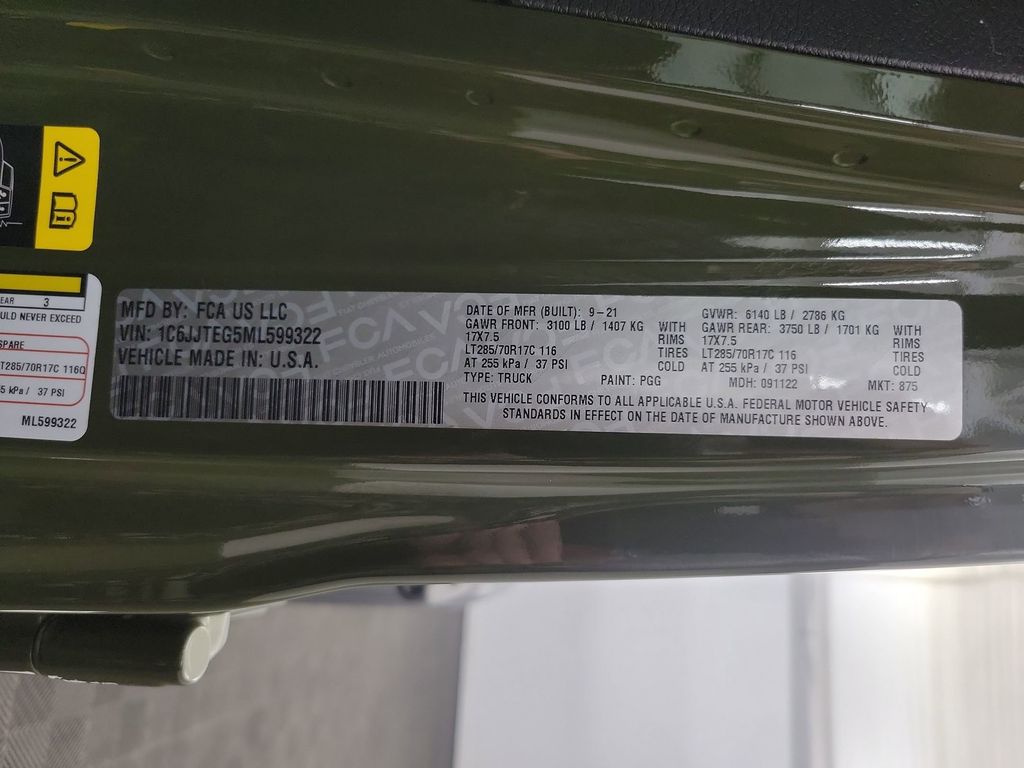 EAR 3
ULD NEVER EXCEED
SPARE
LT285/70R17C 116Q
55 kPa / 37 PSI
ML599322
MFD BY: FCA US LLC
VIN: 1C6JJTEG5ML599322
VEHICLE MADE IN: U.S.A.
DATE OF MFR (BUILT): 9-21
GAWR FRONT: 3100 LB / 1407 KG WITH
17X7.5 RIMS
LT285/70R17C 116 TIRES
AT 255 kPa / 37 PSI COLD
TYPE: TRUCK PAINT: PGG
GVWR: 6140 LB / 2786 KG
GAWR REAR: 3750 LB / 1701 KG WITH
17X7.5 RIMS
LT285/70R17C 116 TIRES
AT 255 kPa / 37 PSI COLD
MDH: 091122 MKT: 875
THIS VEHICLE CONFORMS TO ALL APPLICABLE U.S.A. FEDERAL MOTOR VEHICLE SAFETY
STANDARDS IN EFFECT ON THE DATE OF MANUFACTURE SHOWN ABOVE.